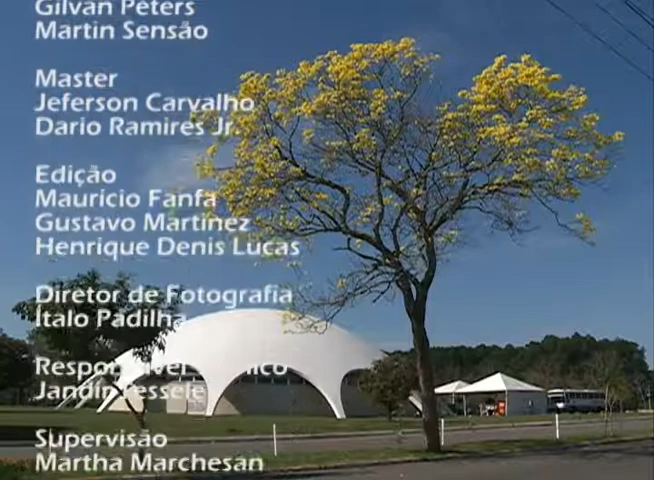 Gilvan Peters
Martin Sensão
Master
Jeferson Carvalho
Dario Ramires Jr.
Edição
Mauricio Fanfa
Gustavo Martinez
Henrique Denis Lucas
Diretor de Fotografia
Ítalo Padilha
Supervisão
Martha Marchesan